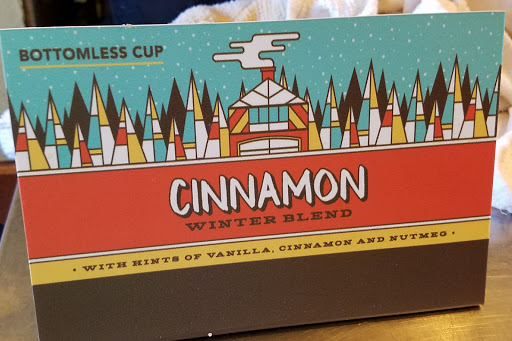 BOTTOMLESS CUP
CINNAMON
WINTER BLEND
• WITH HINTS OF VANILLA, CINNAMON AND NUTMEG •